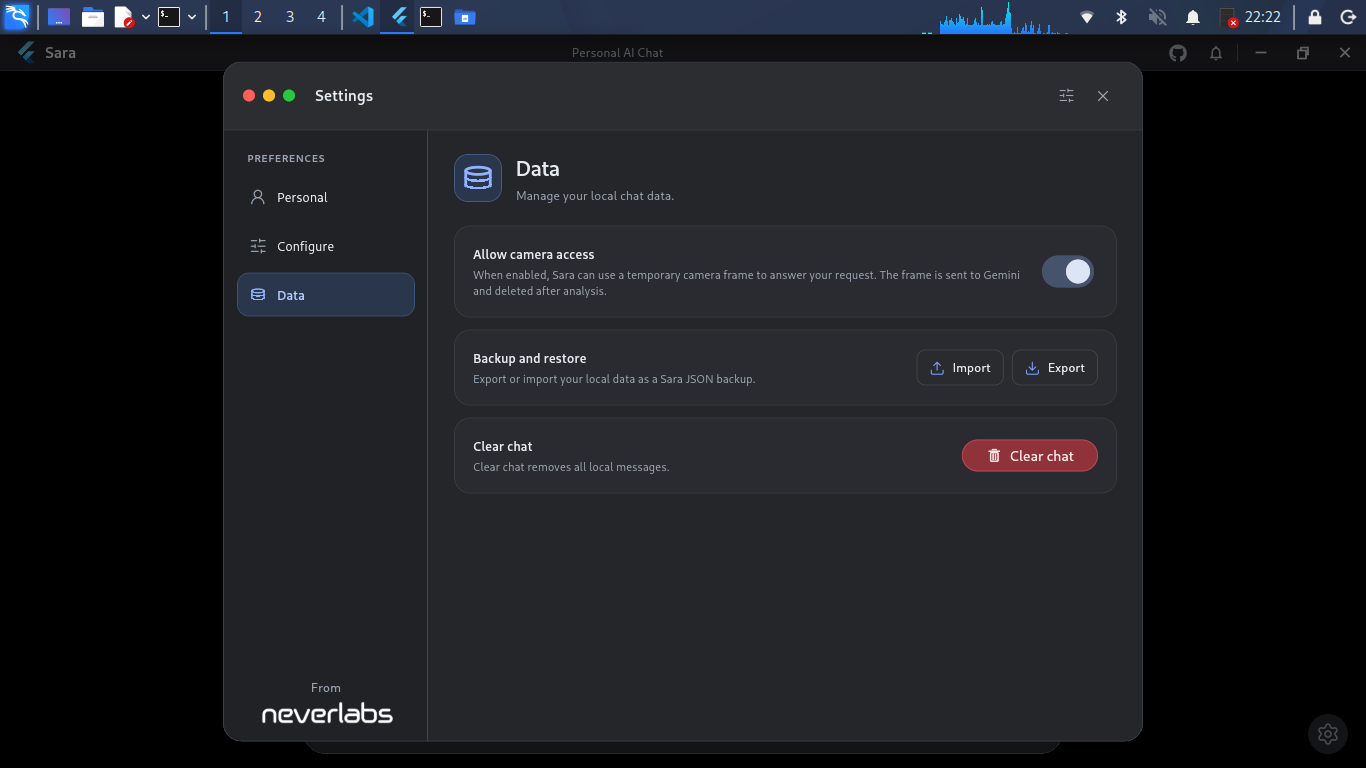 1 2 3 4 22:22
Sara Personal AI Chat
Settings
PREFERENCES
Personal
Configure
Data
Data
Manage your local chat data.
Allow camera access
When enabled, Sara can use a temporary camera frame to answer your request. The frame is sent to Gemini
and deleted after analysis.
Backup and restore
Export or import your local data as a Sara JSON backup.
Import Export
Clear chat
Clear chat removes all local messages.
Clear chat
From
neverlabs